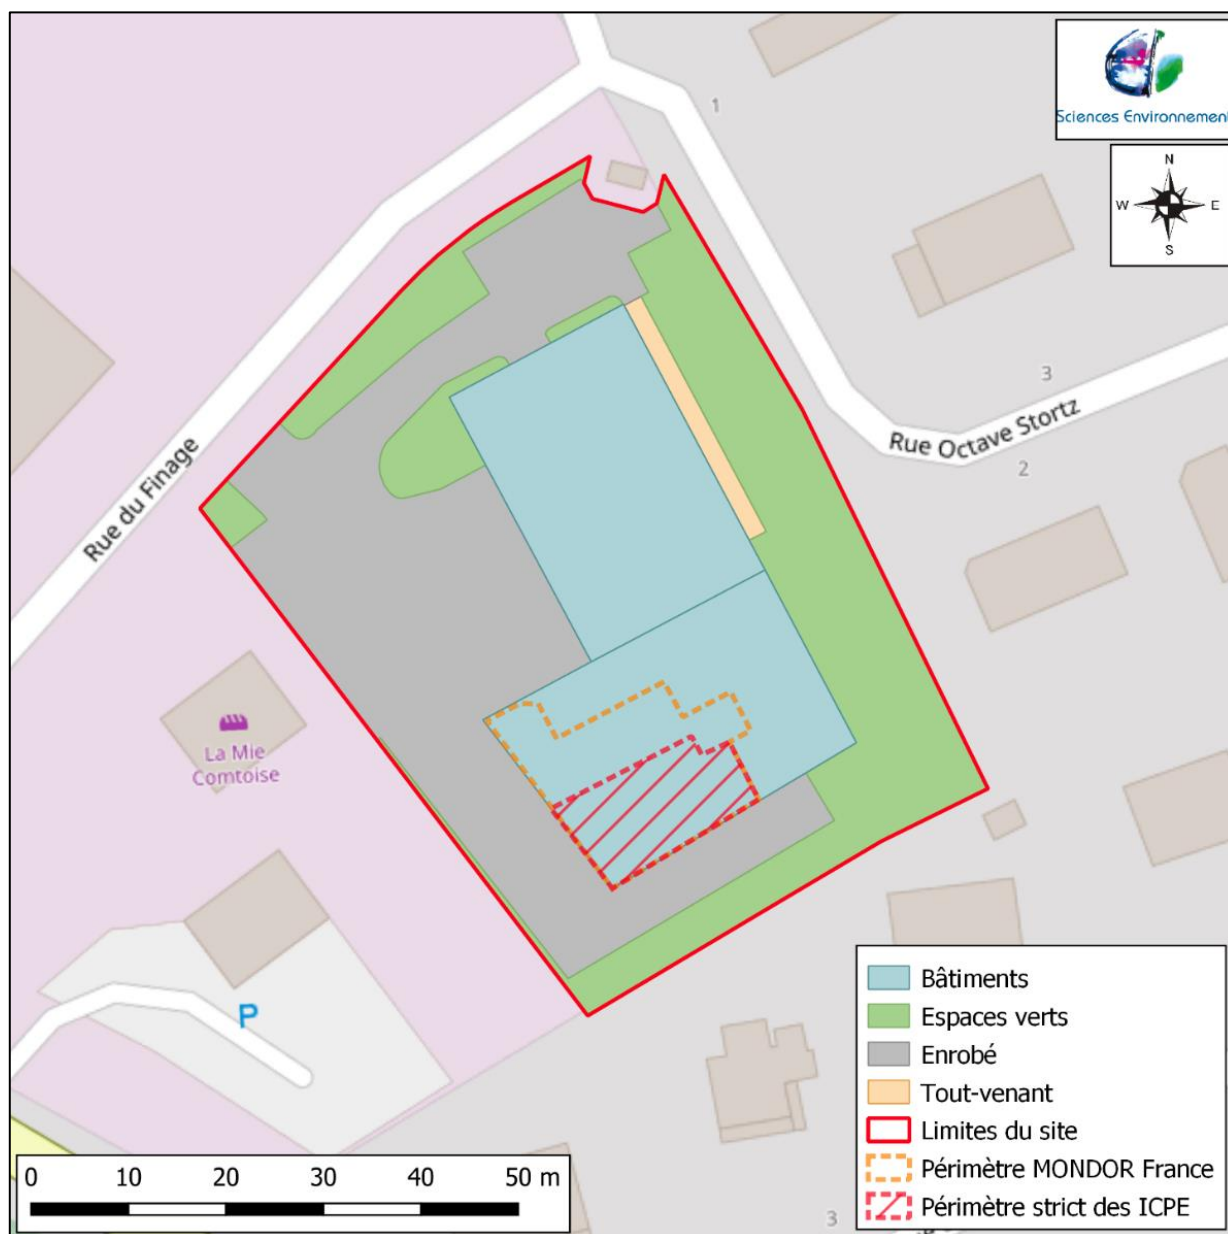 Sciences Environnement
N
W E
S
1
3
Rue Octave Stortz
2
Rue du Finage
La Mie
Comtoise
P
Bâtiments
Espaces verts
Enrobé
Tout-venant
Limites du site
Périmètre MONDOR France
Périmètre strict des ICPE
0 10 20 30 40 50 m
3